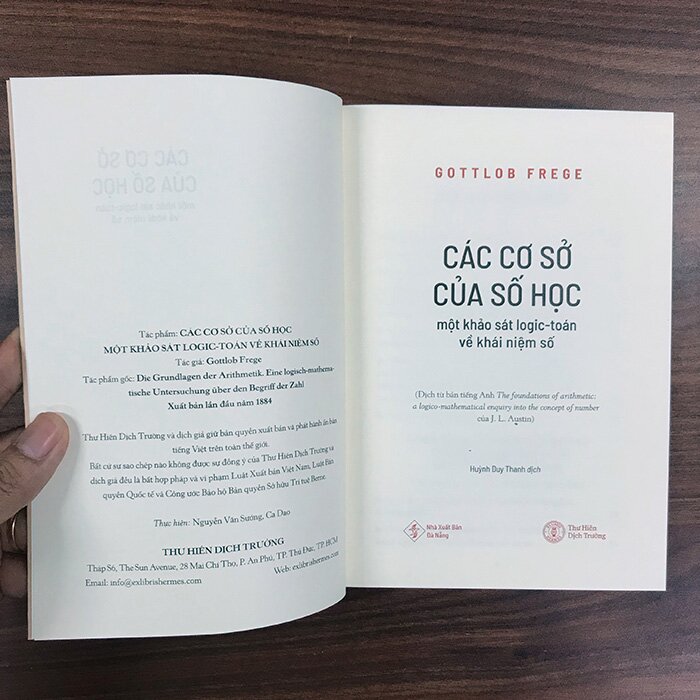 CÁC CƠ SỞ
CỦA SỐ HỌC
một khảo sát logic-toán
về khái niệm số
Tác phẩm: CÁC CƠ SỞ CỦA SỐ HỌC
MỘT KHẢO SÁT LOGIC-TOÁN VỀ KHÁI NIỆM SỐ
Tác giả: Gottlob Frege
Tác phẩm gốc: Die Grundlagen der Arithmetik. Eine logisch-mathema-
tische Untersuchung über den Begriff der Zahl
Xuất bản lần đầu năm 1884
Thư Hiên Dịch Trường và dịch giả giữ bản quyền xuất bản và phát hành ấn bản
tiếng Việt trên toàn thế giới.
Bất cứ sự sao chép nào không được sự đồng ý của Thư Hiên Dịch Trường và
dịch giả đều là bất hợp pháp và vi phạm Luật Xuất bản Việt Nam, Luật Bản
quyền Quốc tế và Công ước Bảo hộ Bản quyền Sở hữu Trí tuệ Berne.
Thực hiện: Nguyễn Văn Sướng, Ca Dao
THƯ HIÊN DỊCH TRƯỜNG
Tháp S6, The Sun Avenue, 28 Mai Chí Thọ, P. An Phú, TP. Thủ Đức, TP. HCM
Email: info@exlibrishermes.com Web: exlibrishermes.com
GOTTLOB FREGE
CÁC CƠ SỞ
CỦA SỐ HỌC
một khảo sát logic-toán
về khái niệm số
(Dịch từ bản tiếng Anh The foundations of arithmetic:
a logico-mathematical enquiry into the concept of number
của J. L. Austin)
Huỳnh Duy Thanh dịch
Nhà Xuất Bản
Đà Nẵng
Thư Hiên
Dịch Trường